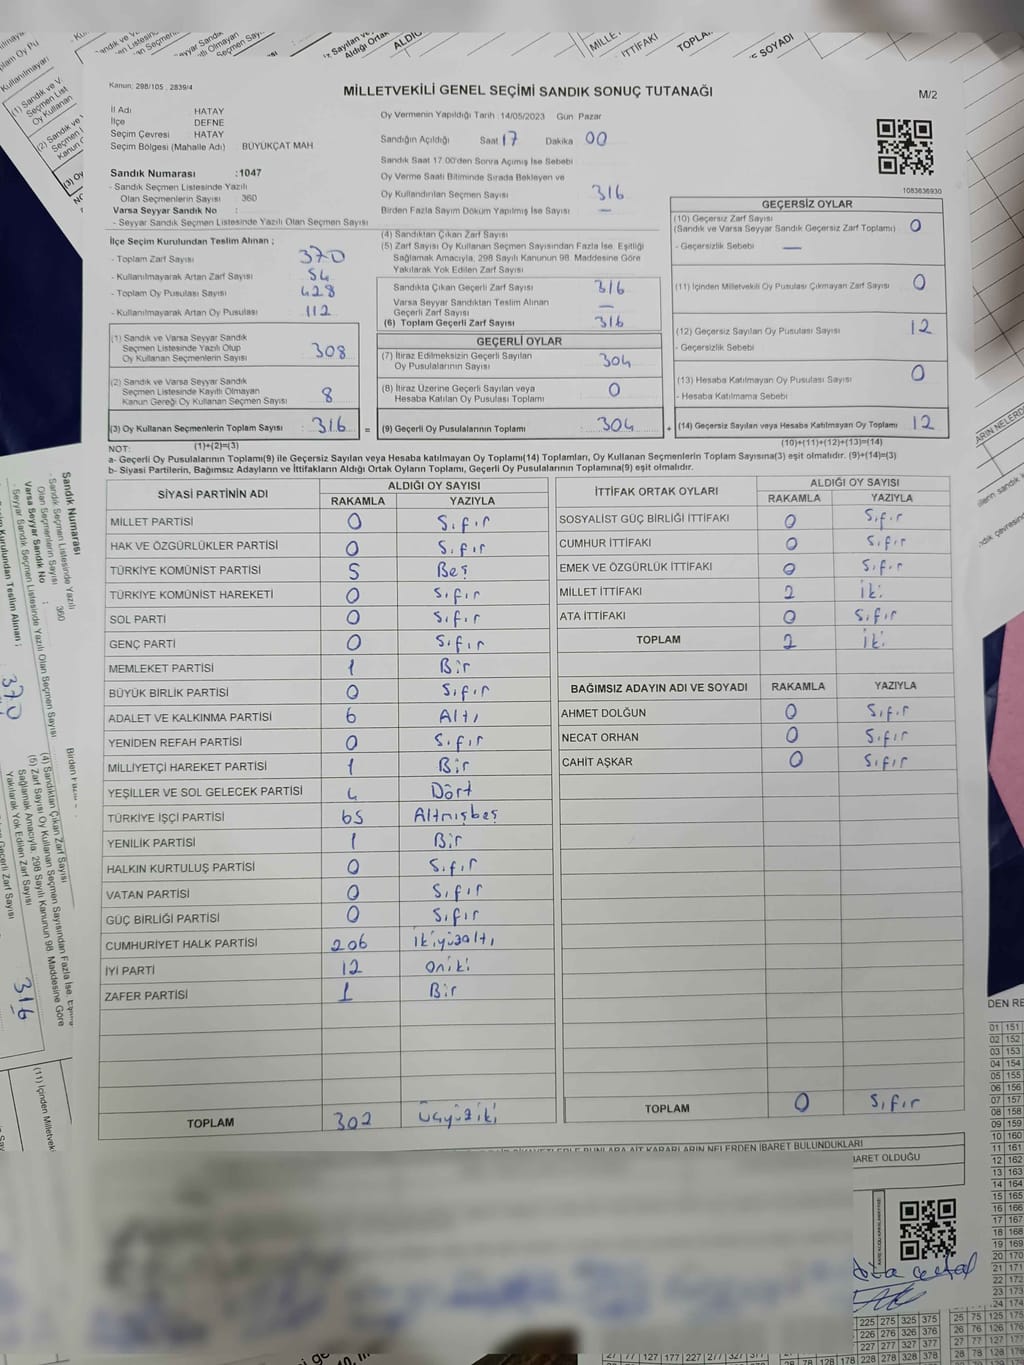 Kanun: 298/105 , 2839/4
MİLLETVEKİLİ GENEL SEÇİMİ SANDIK SONUÇ TUTANAĞI
M/2
İl Adı HATAY
İlçe DEFNE
Seçim Çevresi HATAY
Seçim Bölgesi (Mahalle Adı) BÜYÜKÇAT MAH
Oy Vermenin Yapıldığı Tarih : 14/05/2023 Gün: Pazar
Sandığın Açıldığı Saat 17 Dakika 00
Sandık Saat 17:00'den Sonra Açımış İse Sebebi
Oy Verme Saati Bitiminde Sırada Bekleyen ve
Oy Kullandırılan Seçmen Sayısı 316
Birden Fazla Sayım Döküm Yapılmış İse Sayısı —
1083636930
Sandık Numarası :1047
- Sandık Seçmen Listesinde Yazılı
Olan Seçmenlerin Sayısı 360
Varsa Seyyar Sandık No :
- Seyyar Sandık Seçmen Listesinde Yazılı Olan Seçmen Sayısı
İlçe Seçim Kurulundan Teslim Alınan ;
- Toplam Zarf Sayısı : 370
- Kullanılmayarak Artan Zarf Sayısı : 54
- Toplam Oy Pusulası Sayısı : 428
- Kullanılmayarak Artan Oy Pusulası : 112
(1) Sandık ve Varsa Seyyar Sandık
Seçmen Listesinde Yazılı Olup
Oy Kullanan Seçmenlerin Sayısı : 308
(2) Sandık ve Varsa Seyyar Sandık
Seçmen Listesinde Kayıtlı Olmayan
Kanun Gereği Oy Kullanan Seçmen Sayısı : 8
(3) Oy Kullanan Seçmenlerin Toplam Sayısı : 316 =
(4) Sandıktan Çıkan Zarf Sayısı
(5) Zarf Sayısı Oy Kullanan Seçmen Sayısından Fazla İse, Eşitliği
Sağlamak Amacıyla, 298 Sayılı Kanunun 98. Maddesine Göre
Yakılarak Yok Edilen Zarf Sayısı
Sandıkta Çıkan Geçerli Zarf Sayısı : 316
Varsa Seyyar Sandıktan Teslim Alınan
Geçerli Zarf Sayısı : —
(6) Toplam Geçerli Zarf Sayısı : 316
GEÇERLİ OYLAR
(7) İtiraz Edilmeksizin Geçerli Sayılan
Oy Pusulalarının Sayısı : 304
(8) İtiraz Üzerine Geçerli Sayılan veya
Hesaba Katılan Oy Pusulası Toplamı : 0
(9) Geçerli Oy Pusulalarının Toplamı : 304 +
GEÇERSİZ OYLAR
(10) Geçersiz Zarf Sayısı
(Sandık ve Varsa Seyyar Sandık Geçersiz Zarf Toplamı) : 0
- Geçersizlik Sebebi : —
(11) İçinden Milletvekili Oy Pusulası Çıkmayan Zarf Sayısı : 0
(12) Geçersiz Sayılan Oy Pusulası Sayısı : 12
- Geçersizlik Sebebi
(13) Hesaba Katılmayan Oy Pusulası Sayısı : 0
- Hesaba Katılmama Sebebi
(14) Geçersiz Sayılan veya Hesaba Katılmayan Oy Toplamı : 12
NOT: (1)+(2)=(3) (10)+(11)+(12)+(13)=(14)
a- Geçerli Oy Pusulalarının Toplamı(9) ile Geçersiz Sayılan veya Hesaba katılmayan Oy Toplamı(14) Toplamları, Oy Kullanan Seçmenlerin Toplam Sayısına(3) eşit olmalıdır. (9)+(14)=(3)
b- Siyasi Partilerin, Bağımsız Adayların ve İttifakların Aldığı Ortak Oyların Toplamı, Geçerli Oy Pusulalarının Toplamına(9) eşit olmalıdır.
SİYASİ PARTİNİN ADI ALDIĞI OY SAYISI
RAKAMLA YAZIYLA
MİLLET PARTİSİ 0 Sıfır
HAK VE ÖZGÜRLÜKLER PARTİSİ 0 Sıfır
TÜRKİYE KOMÜNİST PARTİSİ 5 Beş
TÜRKİYE KOMÜNİST HAREKETİ 0 Sıfır
SOL PARTİ 0 Sıfır
GENÇ PARTİ 0 Sıfır
MEMLEKET PARTİSİ 1 Bir
BÜYÜK BİRLİK PARTİSİ 0 Sıfır
ADALET VE KALKINMA PARTİSİ 6 Altı
YENİDEN REFAH PARTİSİ 0 Sıfır
MİLLİYETÇİ HAREKET PARTİSİ 1 Bir
YEŞİLLER VE SOL GELECEK PARTİSİ 4 Dört
TÜRKİYE İŞÇİ PARTİSİ 65 Altmışbeş
YENİLİK PARTİSİ 1 Bir
HALKIN KURTULUŞ PARTİSİ 0 Sıfır
VATAN PARTİSİ 0 Sıfır
GÜÇ BİRLİĞİ PARTİSİ 0 Sıfır
CUMHURİYET HALK PARTİSİ 206 ikiyüzaltı
İYİ PARTİ 12 Oniki
ZAFER PARTİSİ 1 Bir
TOPLAM 302 üçyüziki
İTTİFAK ORTAK OYLARI ALDIĞI OY SAYISI
RAKAMLA YAZIYLA
SOSYALİST GÜÇ BİRLİĞİ İTTİFAKI 0 Sıfır
CUMHUR İTTİFAKI 0 Sıfır
EMEK VE ÖZGÜRLÜK İTTİFAKI 0 Sıfır
MİLLET İTTİFAKI 2 iki
ATA İTTİFAKI 0 Sıfır
TOPLAM 2 iki
BAĞIMSIZ ADAYIN ADI VE SOYADI RAKAMLA YAZIYLA
AHMET DOLĞUN 0 Sıfır
NECAT ORHAN 0 Sıfır
CAHİT AŞKAR 0 Sıfır
TOPLAM 0 Sıfır
BARET OLDUĞU